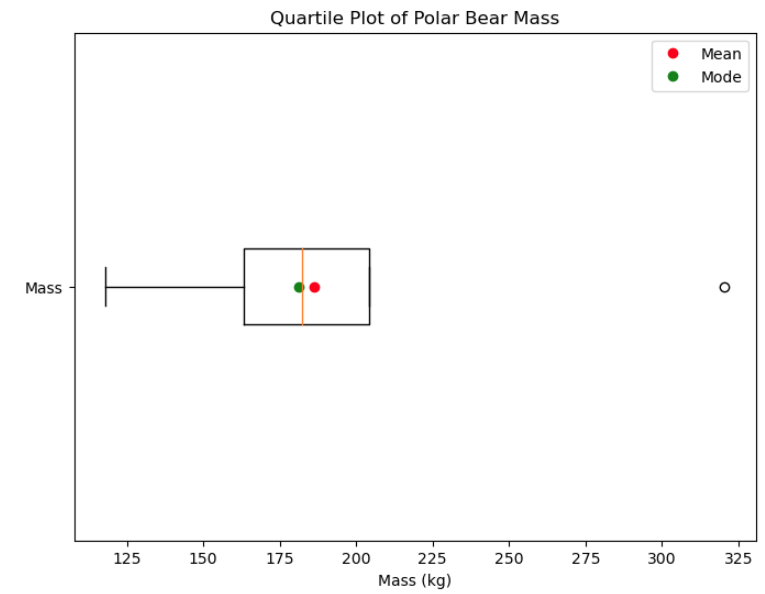 Quartile Plot of Polar Bear Mass
Mean
Mode
Mass
125 150 175 200 225 250 275 300 325
Mass (kg)